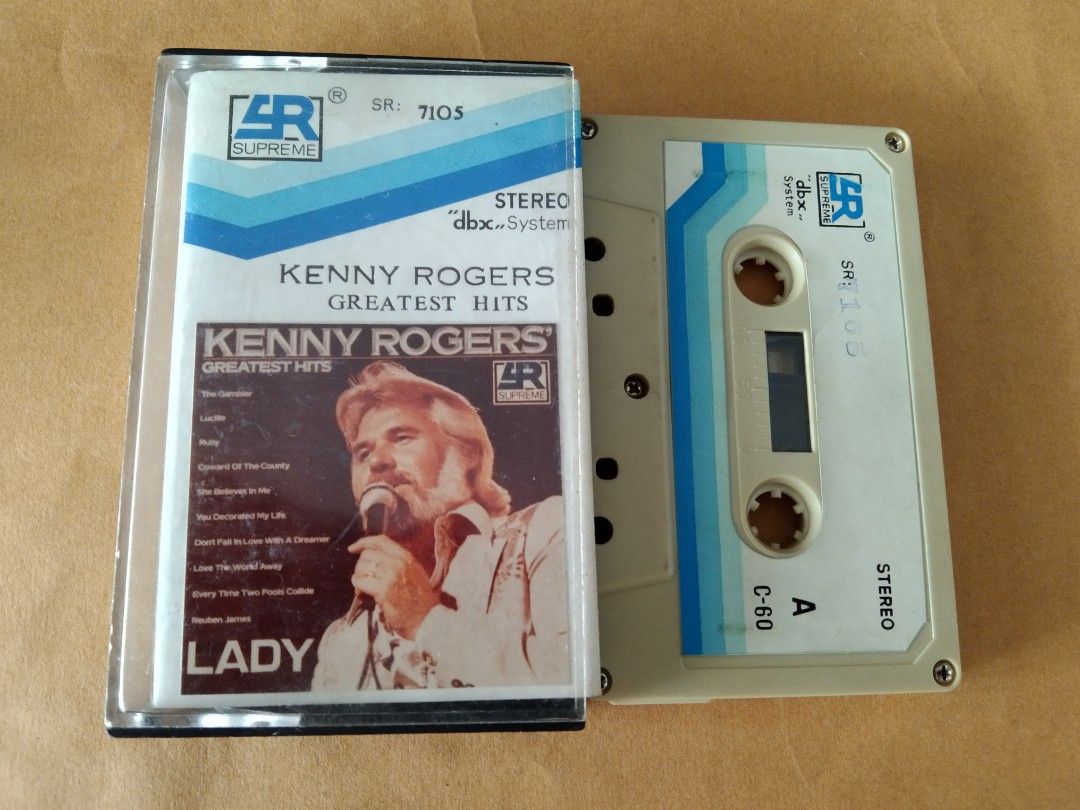 SR
SUPREME
®
SR: 7105
STEREO
"dbx" System
KENNY ROGERS
GREATEST HITS
KENNY ROGERS'
GREATEST HITS
SR
SUPREME
The Gambler
Lucille
Ruby
Coward Of The County
She Believes In Me
You Decorated My Life
Don't Fall In Love With A Dreamer
Love The World Away
Every Time Two Fools Collide
Reuben James
LADY
SR
SUPREME
®
"dbx"
System
SR: 7105
STEREO
A
C-60